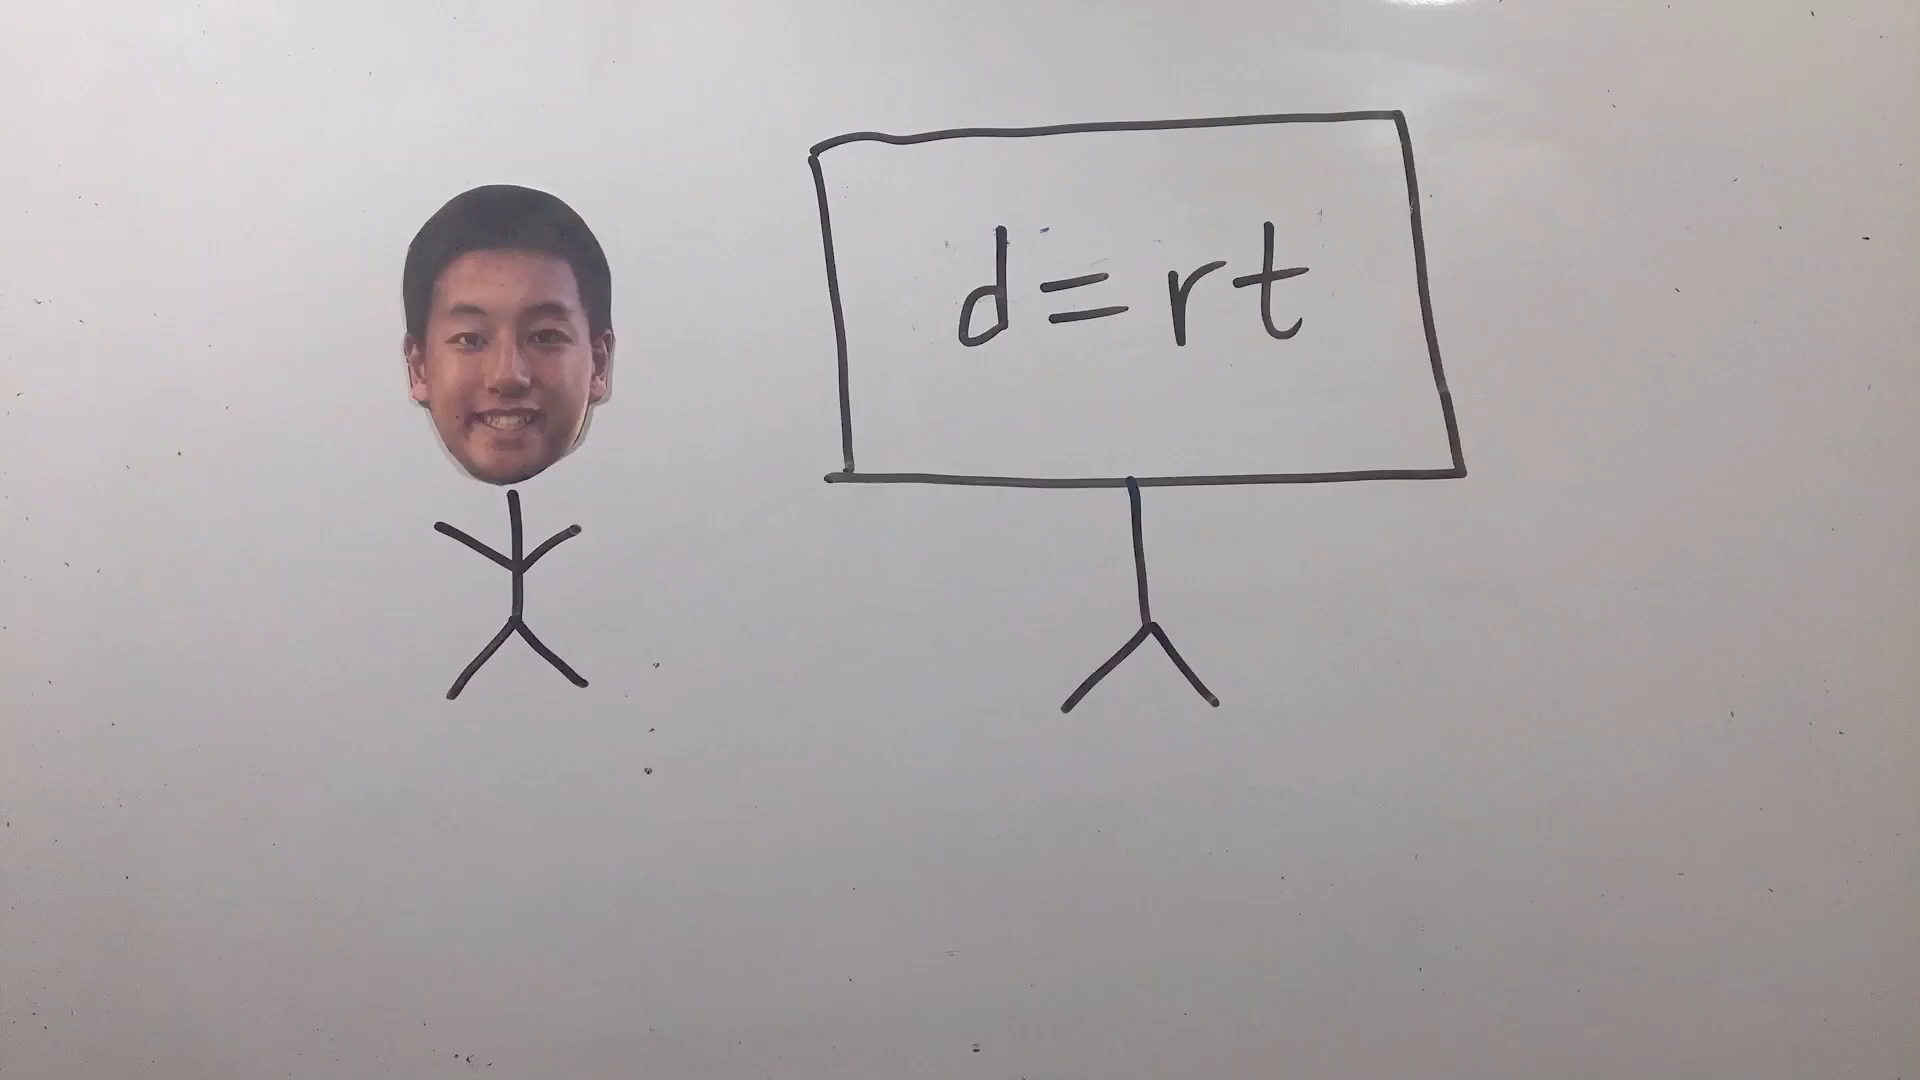 d = rt